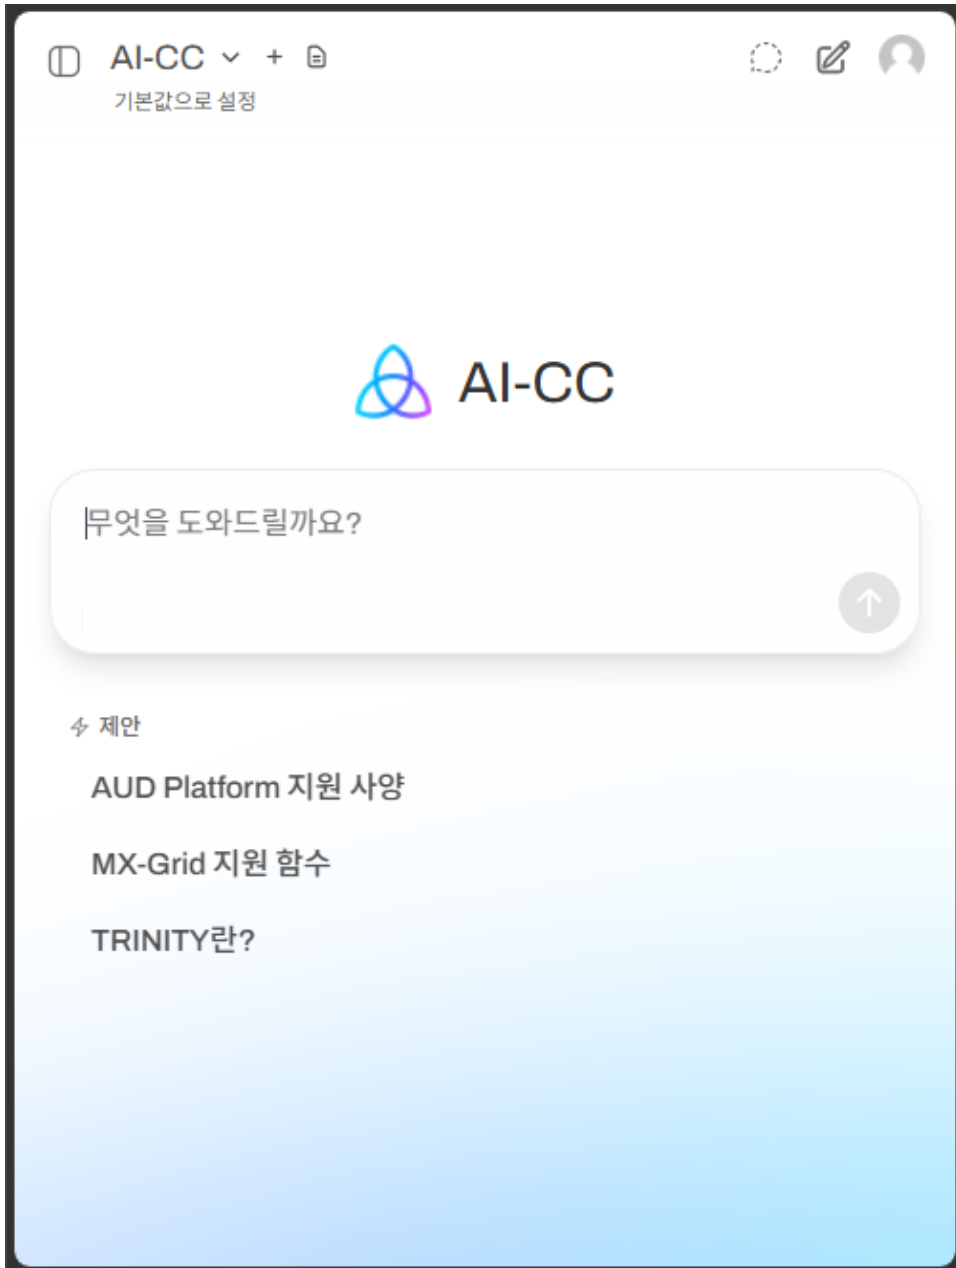 AI-CC
기본값으로 설정
AI-CC
무엇을 도와드릴까요?
제안
AUD Platform 지원 사양
MX-Grid 지원 함수
TRINITY란?